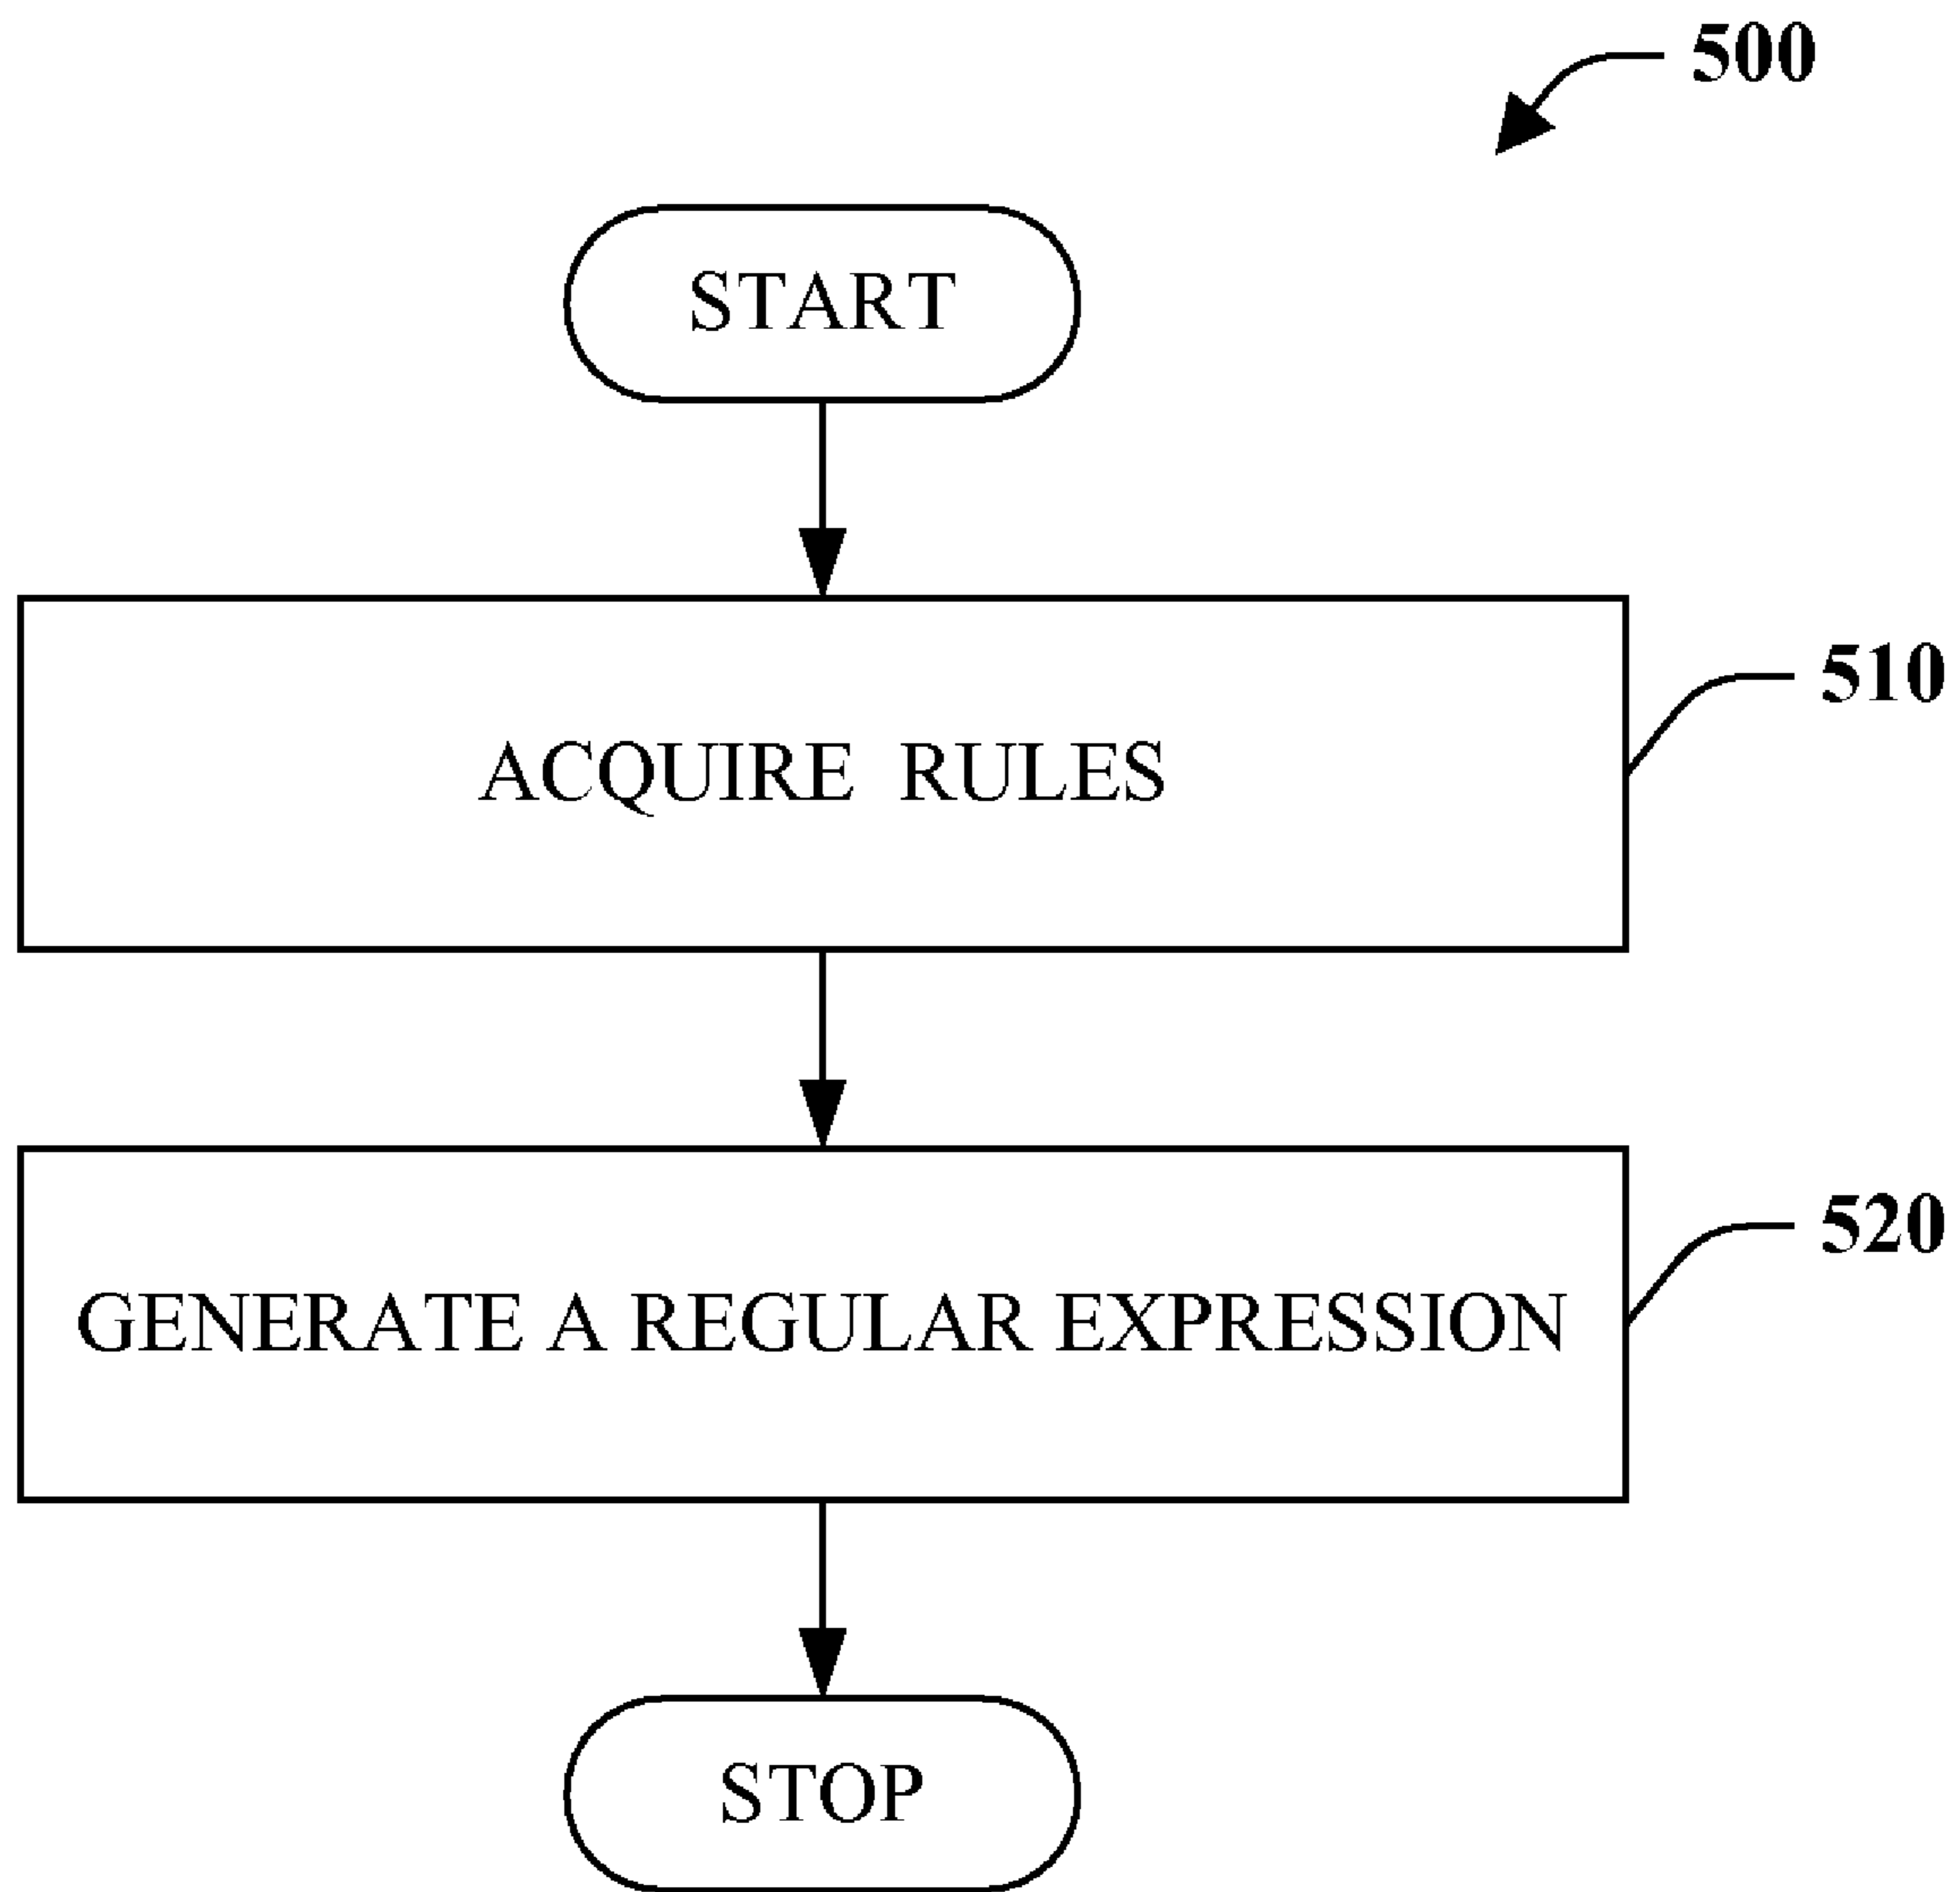 500
START
510
ACQUIRE RULES
520
GENERATE A REGULAR EXPRESSION
STOP